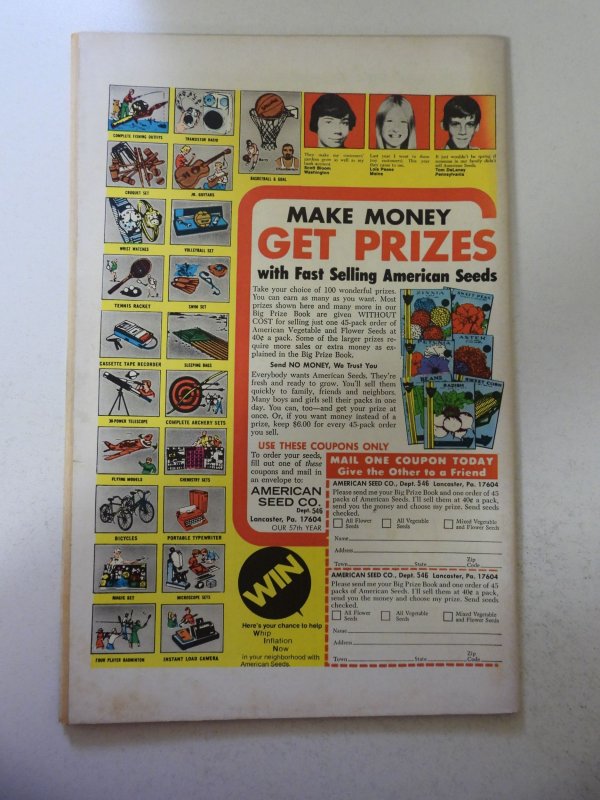 COMPLETE FISHING OUTFITS
TRANSISTOR RADIO
CROQUET SET
JR. GUITARS
WRIST WATCHES
VOLLEYBALL SET
TENNIS RACKET
SWIM SET
CASSETTE TAPE RECORDER
SLEEPING BAGS
30-POWER TELESCOPE
COMPLETE ARCHERY SETS
FLYING MODELS
CHEMISTRY SETS
BICYCLES
PORTABLE TYPEWRITER
MAGIC SET
MICROSCOPE SETS
FOUR PLAYER BADMINTON
INSTANT LOAD CAMERA
BASKETBALL & GOAL
They make my customers'
gardens grow as well as my
bank account
Scott Bloom
Washington
Last year I went to them
(my customers) This year
they came to me.
Lois Pease
Maine
It just wouldn't be spring if
someone in our family didn't
sell American Seeds.
Tom DeLaney
Pennsylvania
MAKE MONEY
GET PRIZES
with Fast Selling American Seeds
Take your choice of 100 wonderful prizes.
You can earn as many as you want. Most
prizes shown here and many more in our
Big Prize Book are given WITHOUT
COST for selling just one 45-pack order of
American Vegetable and Flower Seeds at
40¢ a pack. Some of the larger prizes re-
quire more sales or extra money as ex-
plained in the Big Prize Book.
Send NO MONEY, We Trust You
Everybody wants American Seeds, They're
fresh and ready to grow. You'll sell them
quickly to family, friends and neighbors.
Many boys and girls sell their packs in one
day. You can, too—and get your prize at
once. Or, if you want money instead of a
prize, keep $6.00 for every 45-pack order
you sell.
ZINNIA
SWEET PEAS
PETUNIA
ASTER
BEANS
RADISH
SWEET CORN
USE THESE COUPONS ONLY
To order your seeds,
fill out one of these
coupons and mail in
an envelope to:
AMERICAN
SEED CO.
Dept. 546
Lancaster, Pa. 17604
OUR 57th YEAR
MAIL ONE COUPON TODAY
Give the Other to a Friend
AMERICAN SEED CO., Dept. 546 Lancaster, Pa. 17604
Please send me your Big Prize Book and one order of 45
packs of American Seeds. I'll sell them at 40¢ a pack,
send you the money and choose my prize. Send seeds
checked.
All Flower Seeds
All Vegetable Seeds
Mixed Vegetable and Flower Seeds
Name
Address
Town State Zip Code
AMERICAN SEED CO., Dept. 546 Lancaster, Pa. 17604
Please send me your Big Prize Book and one order of 45
packs of American Seeds. I'll sell them at 40¢ a pack,
send you the money and choose my prize. Send seeds
checked.
All Flower Seeds
All Vegetable Seeds
Mixed Vegetable and Flower Seeds
Name
Address
Town State Zip Code
WIN
Here's your chance to help
Whip
Inflation
Now
in your neighborhood with
American Seeds.